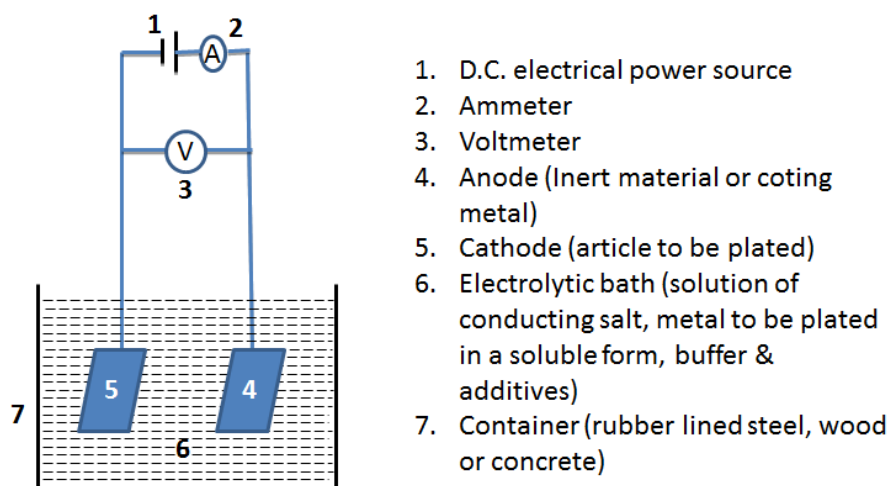 1
2
A
V
3
5
4
7
6
1. D.C. electrical power source
2. Ammeter
3. Voltmeter
4. Anode (Inert material or coting
metal)
5. Cathode (article to be plated)
6. Electrolytic bath (solution of
conducting salt, metal to be plated
in a soluble form, buffer &
additives)
7. Container (rubber lined steel, wood
or concrete)